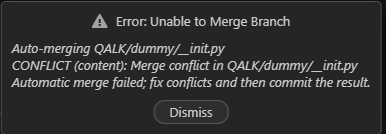 Error: Unable to Merge Branch
Auto-merging QALK/dummy/__init.py
CONFLICT (content): Merge conflict in QALK/dummy/__init.py
Automatic merge failed; fix conflicts and then commit the result.
Dismiss